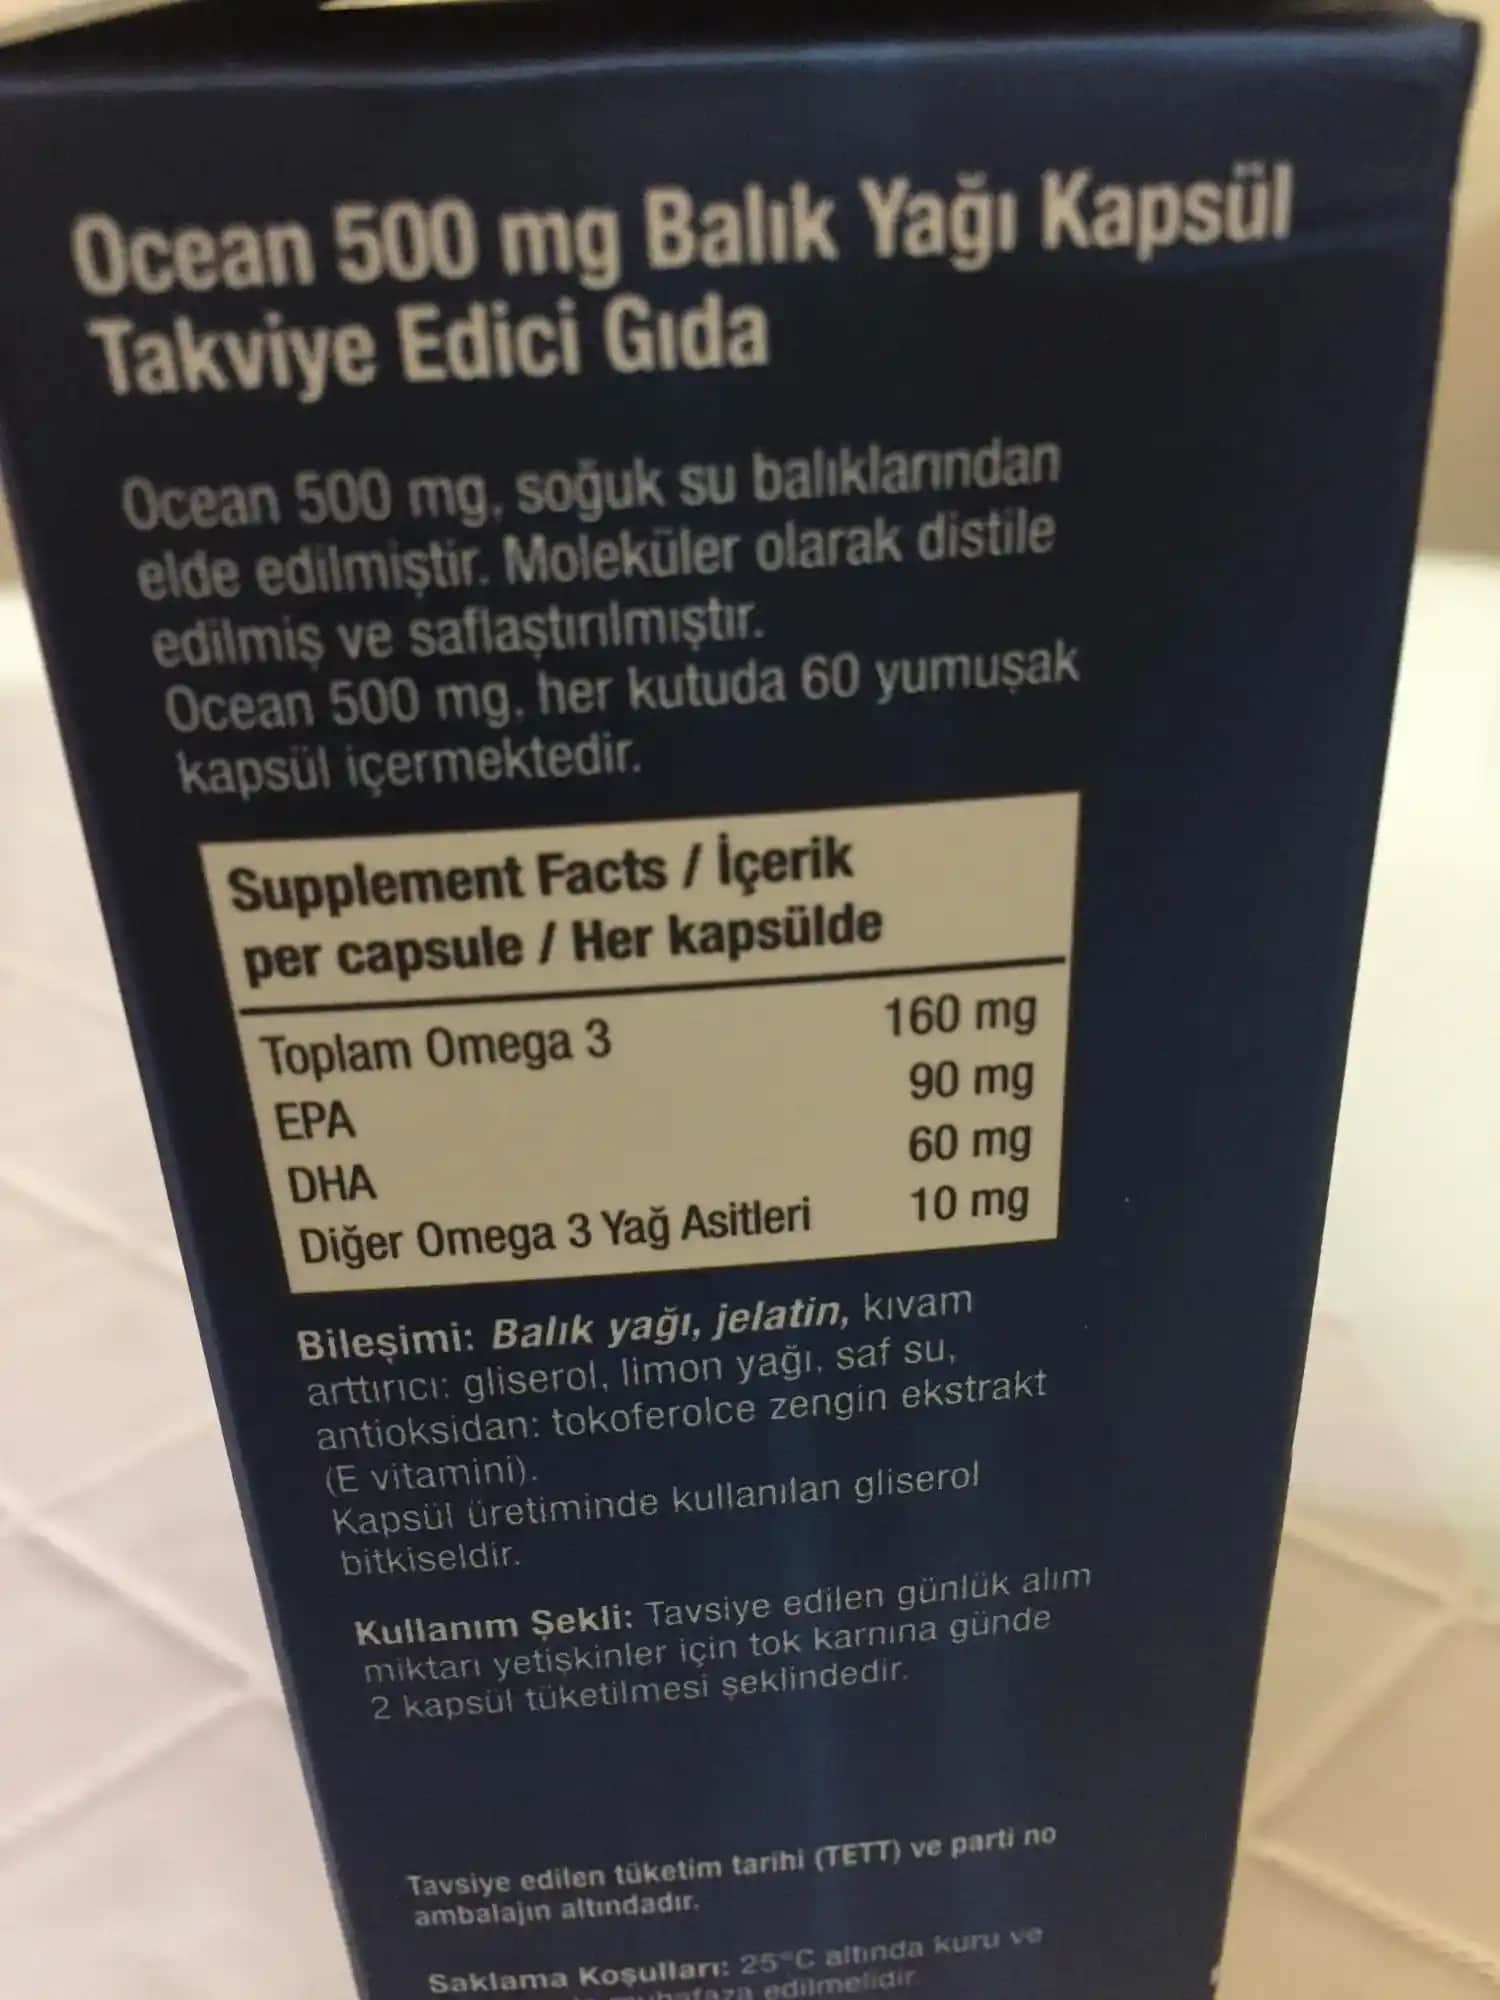 Ocean 500 mg Balık Yağı Kapsül
Takviye Edici Gıda
Ocean 500 mg, soğuk su balıklarından
elde edilmiştir. Moleküler olarak distile
edilmiş ve saflaştırılmıştır.
Ocean 500 mg, her kutuda 60 yumuşak
kapsül içermektedir.
Supplement Facts / İçerik
per capsule / Her kapsülde
Toplam Omega 3 160 mg
EPA 90 mg
DHA 60 mg
Diğer Omega 3 Yağ Asitleri 10 mg
Bileşimi: Balık yağı, jelatin, kıvam
arttırıcı: gliserol, limon yağı, saf su,
antioksidan: tokoferolce zengin ekstrakt
(E vitamini).
Kapsül üretiminde kullanılan gliserol
bitkiseldir.
Kullanım Şekli: Tavsiye edilen günlük alım
miktarı yetişkinler için tok karnına günde
2 kapsül tüketilmesi şeklindedir.
Tavsiye edilen tüketim tarihi (TETT) ve parti no
ambalajın altındadır.
Saklama Koşulları: 25°C altında kuru ve
muhafaza edilmelidir.